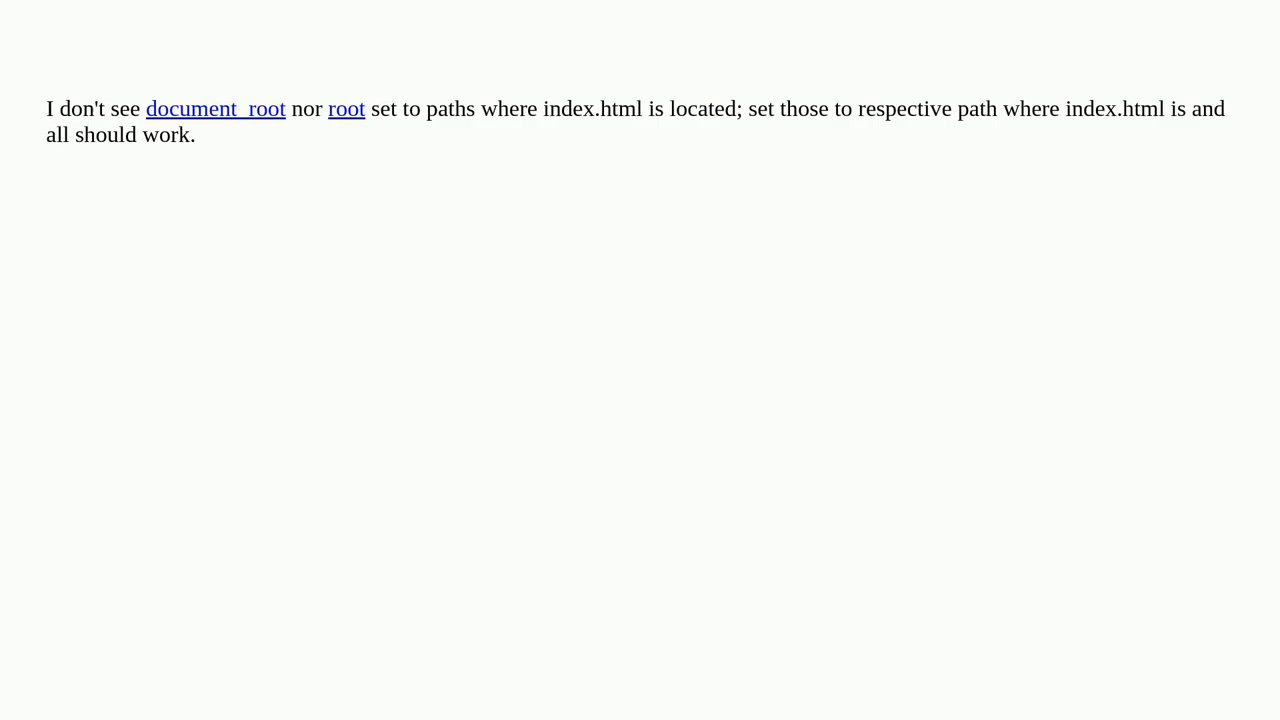 I don't see document_root nor root set to paths where index.html is located; set those to respective path where index.html is and
all should work.